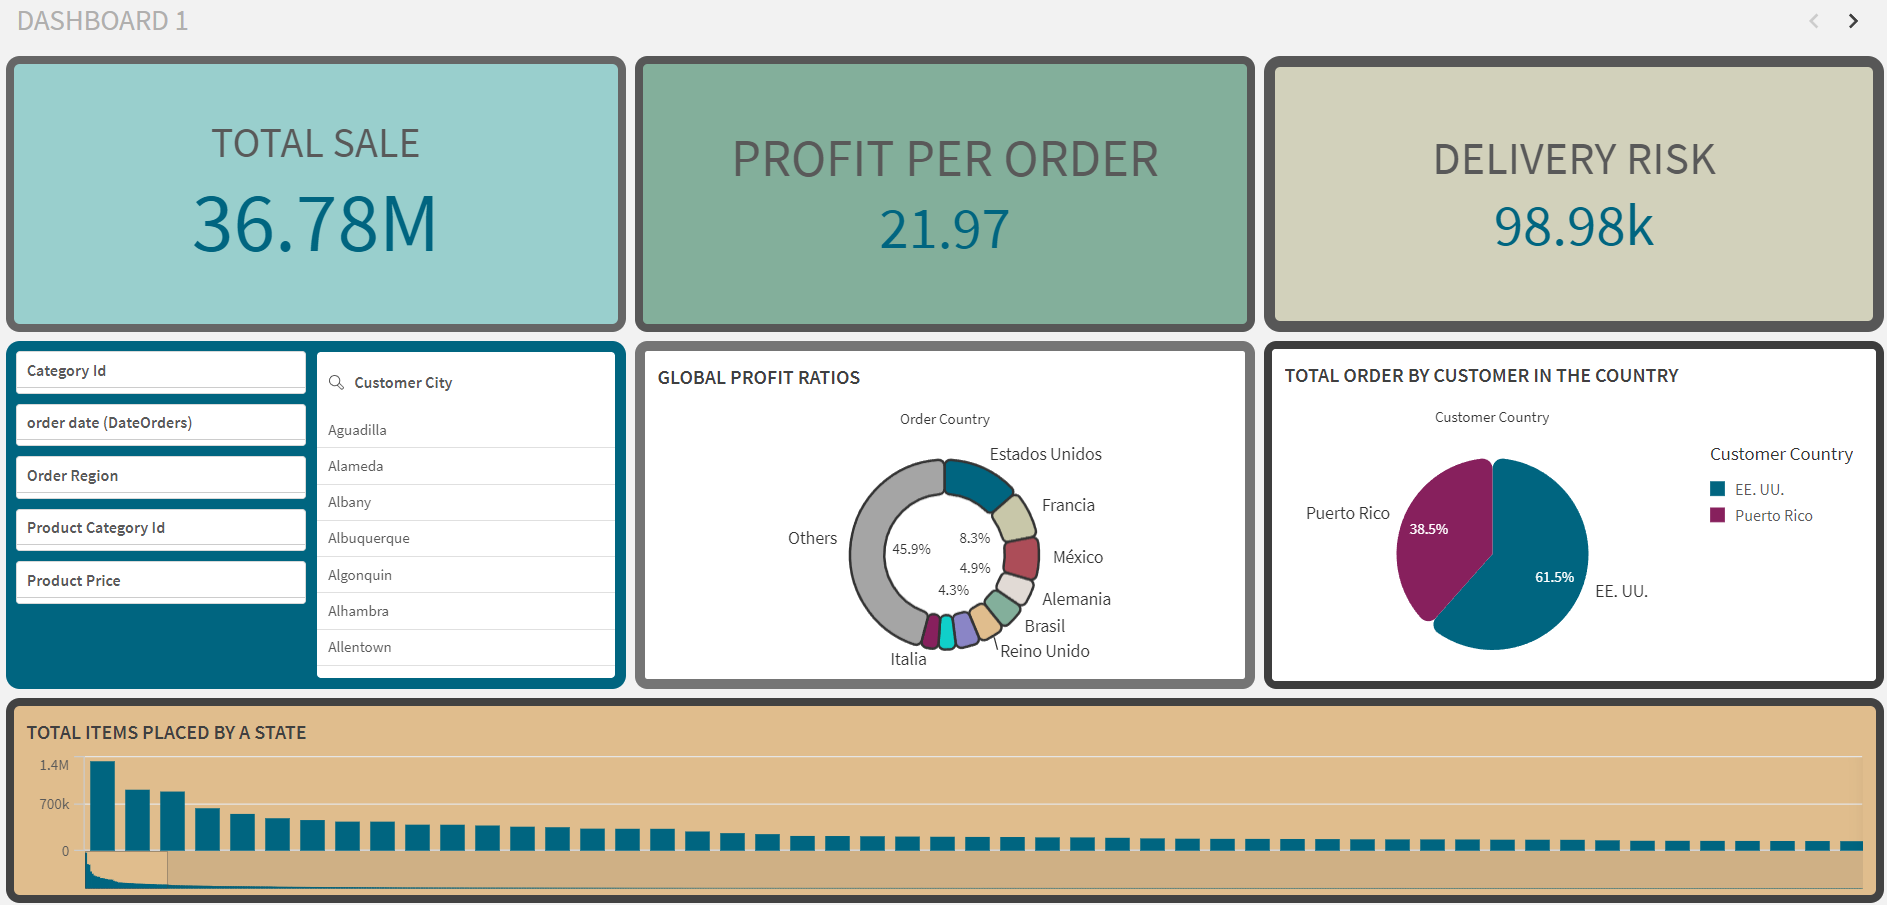 DASHBOARD 1
TOTAL SALE
36.78M
PROFIT PER ORDER
21.97
DELIVERY RISK
98.98k
Category Id
order date (DateOrders)
Order Region
Product Category Id
Product Price
Customer City
Aguadilla
Alameda
Albany
Albuquerque
Algonquin
Alhambra
Allentown
GLOBAL PROFIT RATIOS
Order Country
Estados Unidos
Francia
México
Alemania
Brasil
Reino Unido
Italia
Others
45.9%
8.3%
4.9%
4.3%
TOTAL ORDER BY CUSTOMER IN THE COUNTRY
Customer Country
Puerto Rico
38.5%
61.5%
EE. UU.
Customer Country
EE. UU.
Puerto Rico
TOTAL ITEMS PLACED BY A STATE
1.4M
700k
0